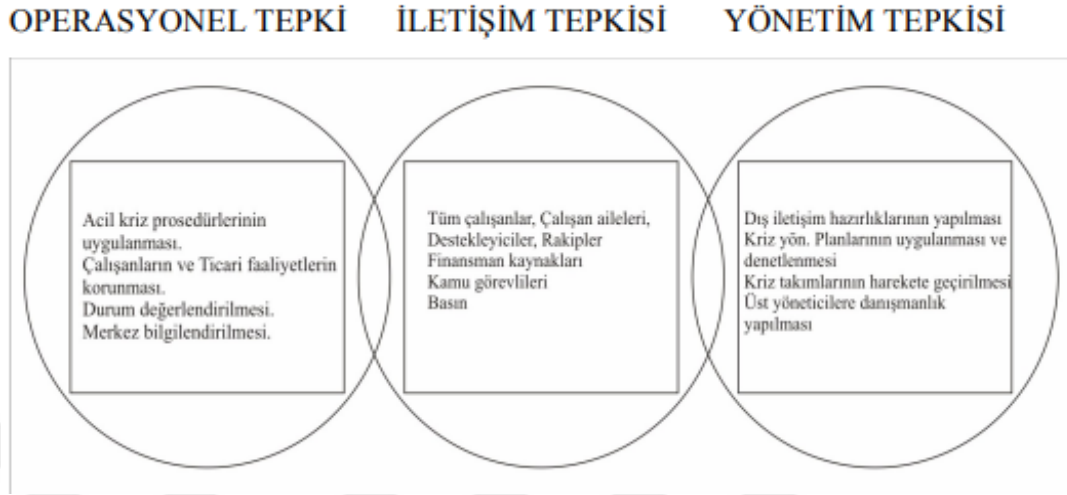 OPERASYONEL TEPKİ
İLETİŞİM TEPKİSİ
YÖNETİM TEPKİSİ
Acil kriz prosedürlerinin
uygulanması.
Çalışanların ve Ticari faaliyetlerin
korunması.
Durum değerlendirilmesi.
Merkez bilgilendirilmesi.
Tüm çalışanlar, Çalışan aileleri,
Destekleyiciler, Rakipler
Finansman kaynakları
Kamu görevlileri
Basın
Dış iletişim hazırlıklarının yapılması
Kriz yön. Planlarının uygulanması ve
denetlenmesi
Kriz takımlarının harekete geçirilmesi
Üst yöneticilere danışmanlık
yapılması